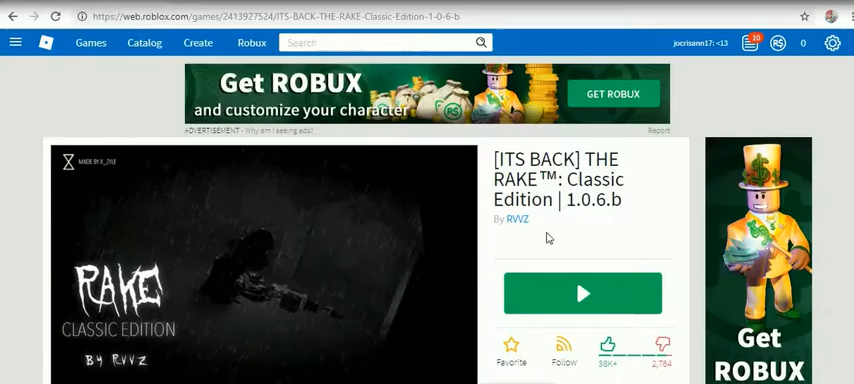 https://web.roblox.com/games/2413927524/ITS-BACK-THE-RAKE-Classic-Edition-1-0-6-b
Games Catalog Create Robux Search jocrisann17: <13 10 0
Get ROBUX
and customize your character
GET ROBUX
ADVERTISEMENT - Why am I seeing ads? Report
MADE BY X_ZYLE
[ITS BACK] THE
RAKE™: Classic
Edition | 1.0.6.b
By RVVZ
RAKE
CLASSIC EDITION
BY RVVZ
Favorite Follow 38K+ 2,764
Get
ROBUX